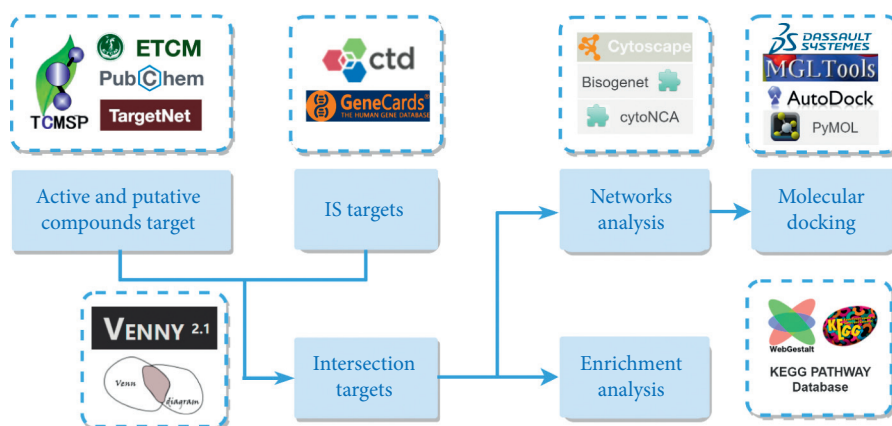 ETCM
PubChem
TCMSP
TargetNet
ctd
GeneCards®
THE HUMAN GENE DATABASE
Cytoscape
Bisogenet
cytoNCA
DASSAULT
SYSTEMES
MGLTools
AutoDock
PyMOL
Active and putative
compounds target
IS targets
Networks
analysis
Molecular
docking
VENNY 2.1
Venn
diagram
Intersection
targets
Enrichment
analysis
WebGestalt
KEGG
KEGG PATHWAY
Database